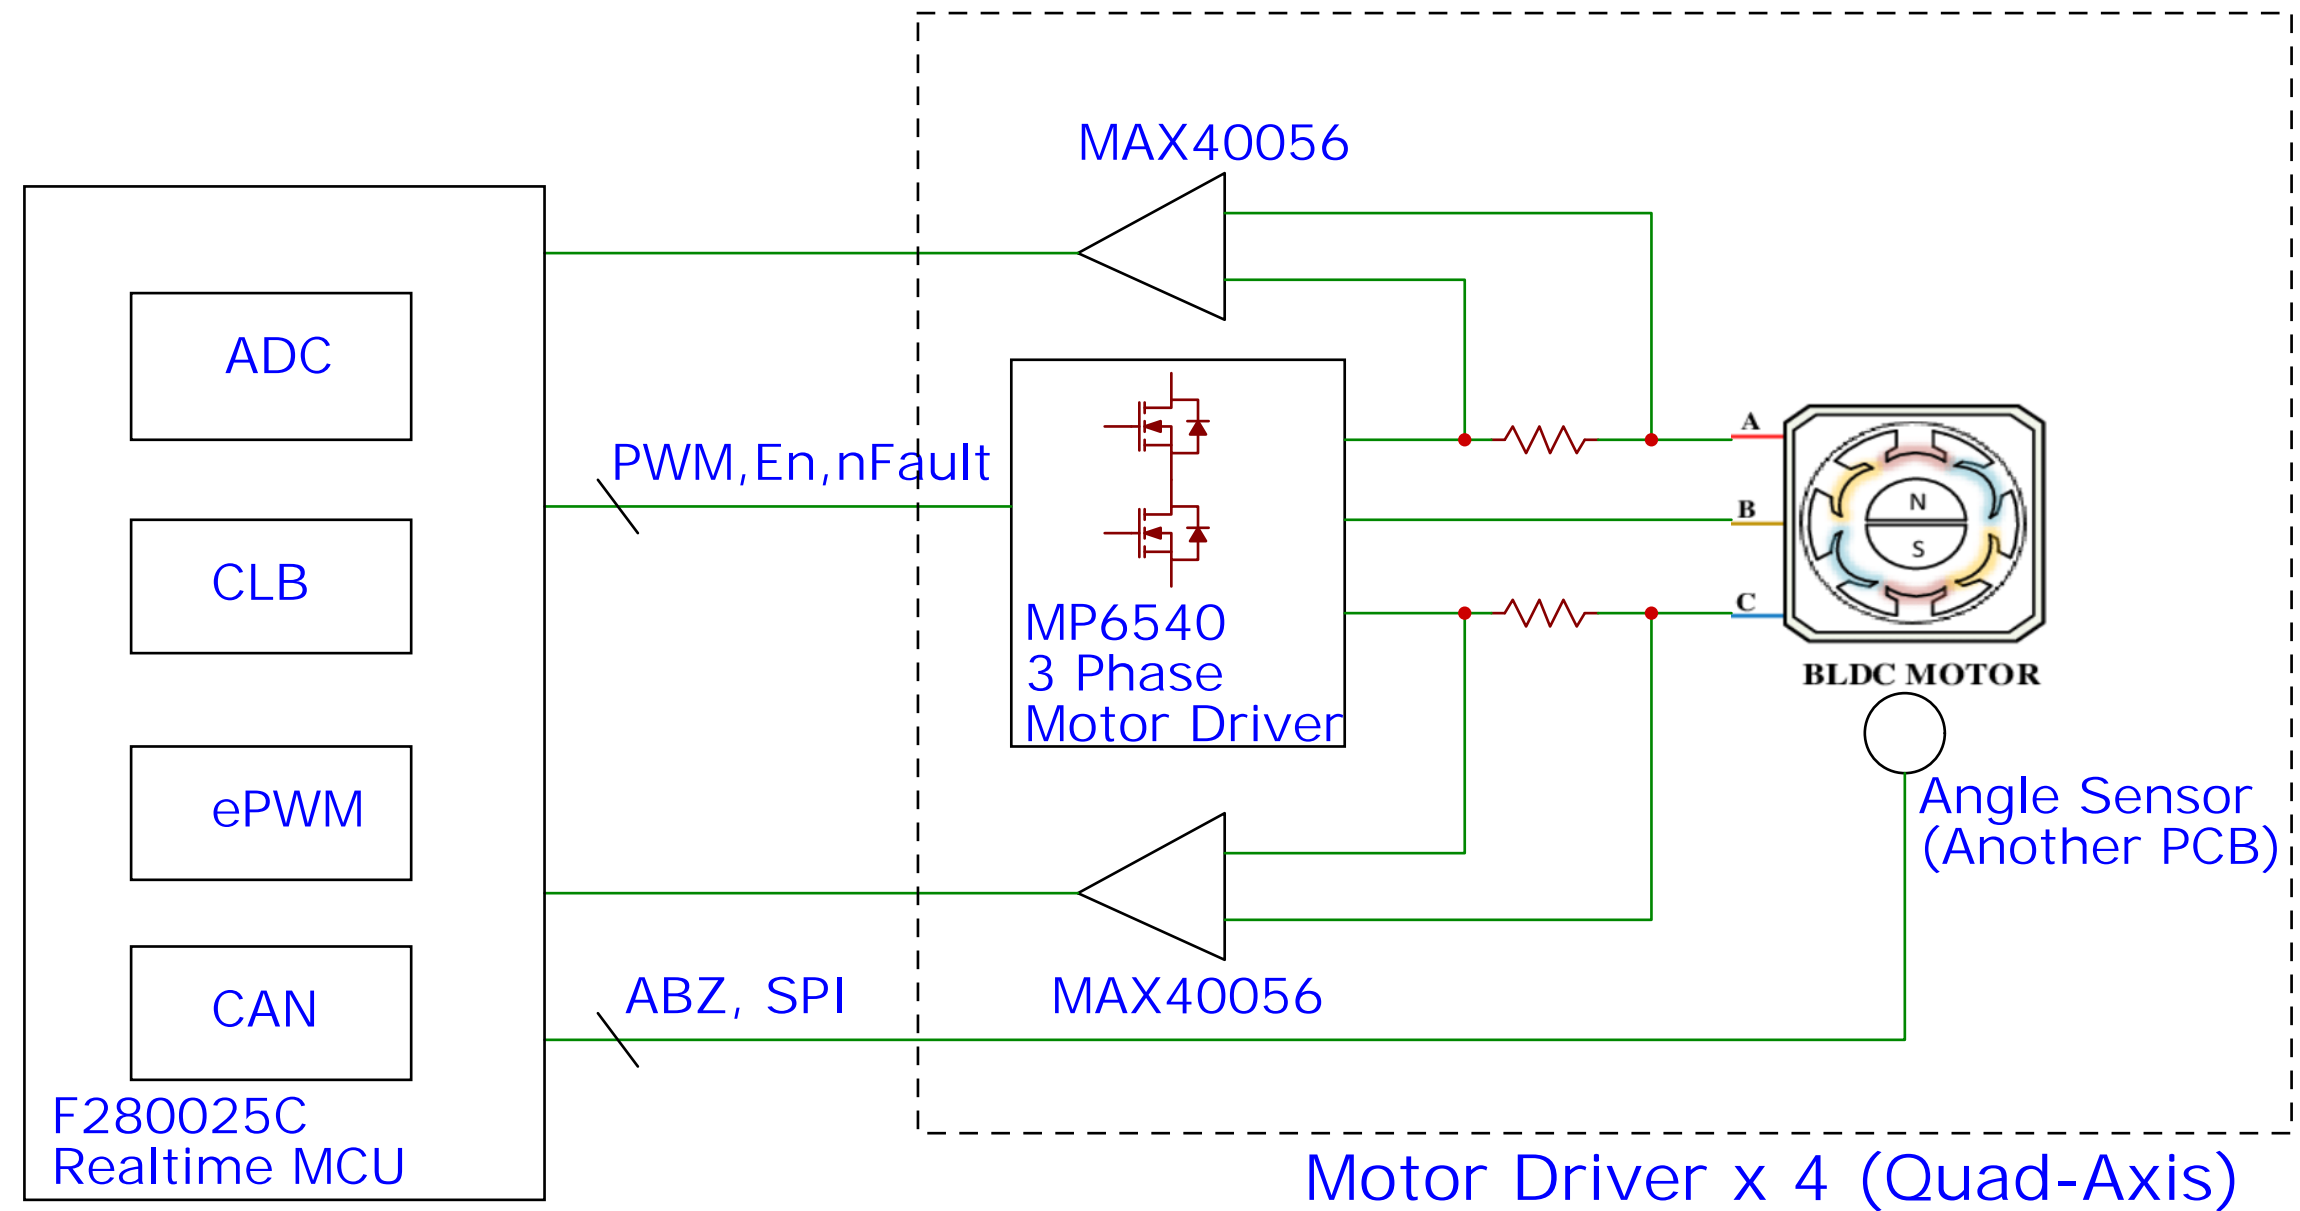 MAX40056
ADC
A
PWM,En,nFault
N
B
S
CLB
C
MP6540
3 Phase
Motor Driver
BLDC MOTOR
ePWM
Angle Sensor
(Another PCB)
ABZ, SPI
MAX40056
CAN
F280025C
Realtime MCU
Motor Driver x 4 (Quad-Axis)